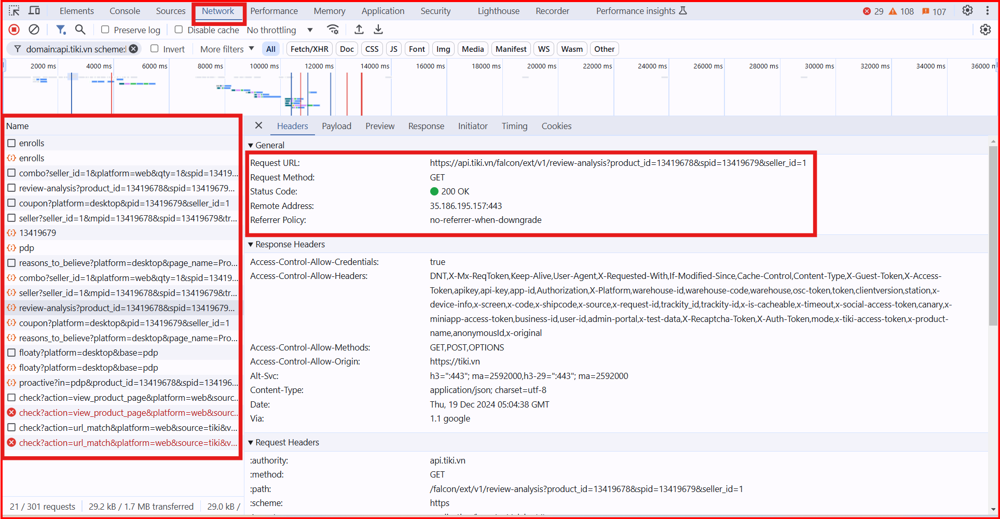 Elements Console Sources Network Performance Memory Application Security Lighthouse Recorder Performance insights 29 108 107
Preserve log Disable cache No throttling
domain:api.tiki.vn scheme: Invert More filters All Fetch/XHR Doc CSS JS Font Img Media Manifest WS Wasm Other
2000 ms 4000 ms 6000 ms 8000 ms 10000 ms 12000 ms 14000 ms 16000 ms 18000 ms 20000 ms 22000 ms 24000 ms 26000 ms 28000 ms 30000 ms 32000 ms 34000 ms 36000 m
Name
enrolls
enrolls
combo?seller_id=1&platform=web&qty=1&spid=13419...
review-analysis?product_id=13419678&spid=13419679...
coupon?platform=desktop&pid=13419679&seller_id=1
seller?seller_id=1&mpid=13419678&spid=13419679&tr...
13419679
pdp
reasons_to_believe?platform=desktop&page_name=Pro...
combo?seller_id=1&platform=web&qty=1&spid=13419...
seller?seller_id=1&mpid=13419678&spid=13419679&tr...
review-analysis?product_id=13419678&spid=13419679...
coupon?platform=desktop&pid=13419679&seller_id=1
reasons_to_believe?platform=desktop&page_name=Pro...
floaty?platform=desktop&base=pdp
floaty?platform=desktop&base=pdp
proactive?in=pdp&product_id=13419678&spid=134196...
check?action=view_product_page&platform=web&sourc...
check?action=view_product_page&platform=web&sourc...
check?action=url_match&platform=web&source=tiki&v...
check?action=url_match&platform=web&source=tiki&v...
21 / 301 requests 29.2 kB / 1.7 MB transferred 29.0 kB /
Headers Payload Preview Response Initiator Timing Cookies
General
Request URL: https://api.tiki.vn/falcon/ext/v1/review-analysis?product_id=13419678&spid=13419679&seller_id=1
Request Method: GET
Status Code: 200 OK
Remote Address: 35.186.195.157:443
Referrer Policy: no-referrer-when-downgrade
Response Headers
Access-Control-Allow-Credentials: true
Access-Control-Allow-Headers: DNT,X-Mx-ReqToken,Keep-Alive,User-Agent,X-Requested-With,If-Modified-Since,Cache-Control,Content-Type,X-Guest-Token,X-Access-
Token,apikey,api-key,app-id,Authorization,X-Platform,warehouse-id,warehouse-code,warehouse,osc-token,token,clientversion,station,x-
device-info,x-screen,x-code,x-shipcode,x-source,x-request-id,trackity_id,trackity-id,x-is-cacheable,x-timeout,x-social-access-token,canary,x-
miniapp-access-token,business-id,user-id,admin-portal,x-test-data,X-Recaptcha-Token,X-Auth-Token,mode,x-tiki-access-token,x-product-
name,anonymousId,x-original
Access-Control-Allow-Methods: GET,POST,OPTIONS
Access-Control-Allow-Origin: https://tiki.vn
Alt-Svc: h3=":443"; ma=2592000,h3-29=":443"; ma=2592000
Content-Type: application/json; charset=utf-8
Date: Thu, 19 Dec 2024 05:04:38 GMT
Via: 1.1 google
Request Headers
:authority: api.tiki.vn
:method: GET
:path: /falcon/ext/v1/review-analysis?product_id=13419678&spid=13419679&seller_id=1
:scheme: https